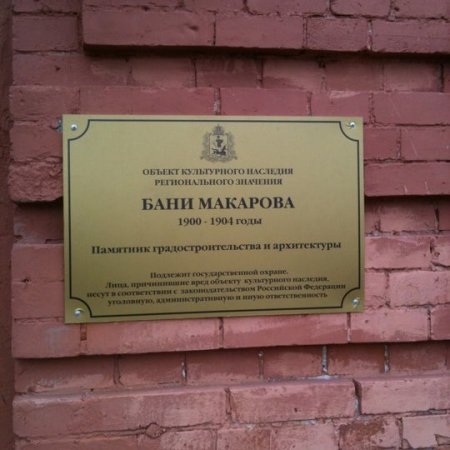 ОБЪЕКТ КУЛЬТУРНОГО НАСЛЕДИЯ
РЕГИОНАЛЬНОГО ЗНАЧЕНИЯ
БАНИ МАКАРОВА
1900 - 1904 годы
Памятник градостроительства и архитектуры
Подлежит государственной охране.
Лица, причинившие вред объекту культурного наследия,
несут в соответствии с законодательством Российской Федерации
уголовную, административную и иную ответственность